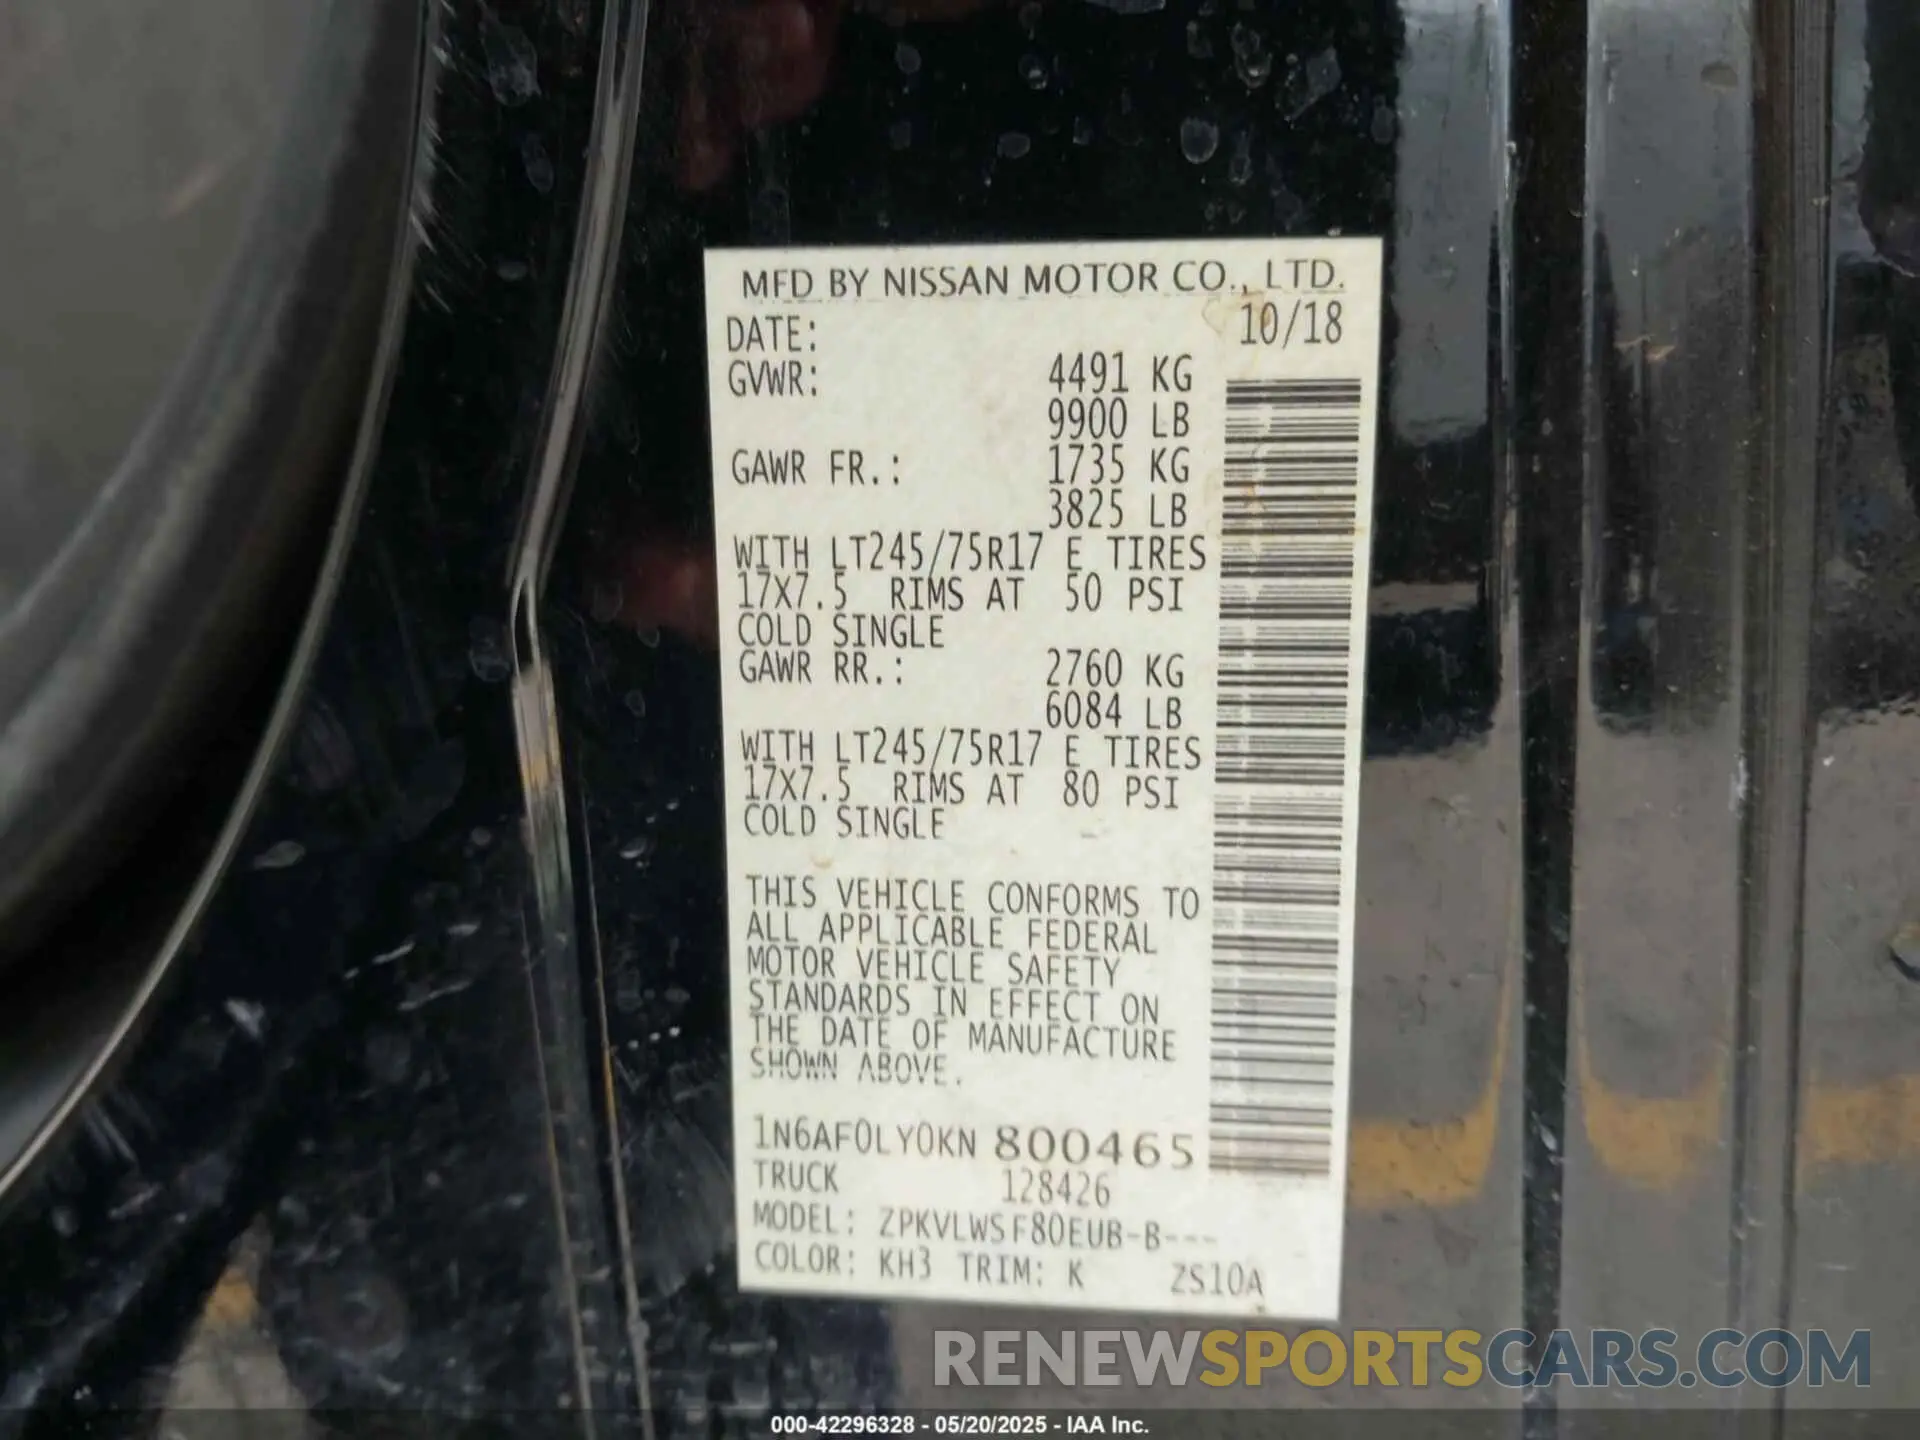 MFD BY NISSAN MOTOR CO., LTD.
DATE: 10/18
GVWR: 4491 KG
9900 LB
GAWR FR.: 1735 KG
3825 LB
WITH LT245/75R17 E TIRES
17X7.5 RIMS AT 50 PSI
COLD SINGLE
GAWR RR.: 2760 KG
6084 LB
WITH LT245/75R17 E TIRES
17X7.5 RIMS AT 80 PSI
COLD SINGLE
THIS VEHICLE CONFORMS TO
ALL APPLICABLE FEDERAL
MOTOR VEHICLE SAFETY
STANDARDS IN EFFECT ON
THE DATE OF MANUFACTURE
SHOWN ABOVE.
1N6AF0LY0KN 800465
TRUCK 128426
MODEL: ZPKVLWSF80EUB-B---
COLOR: KH3 TRIM: K ZS10A
RENEWSPORTSCARS.COM
000-42296328 - 05/20/2025 - IAA Inc.